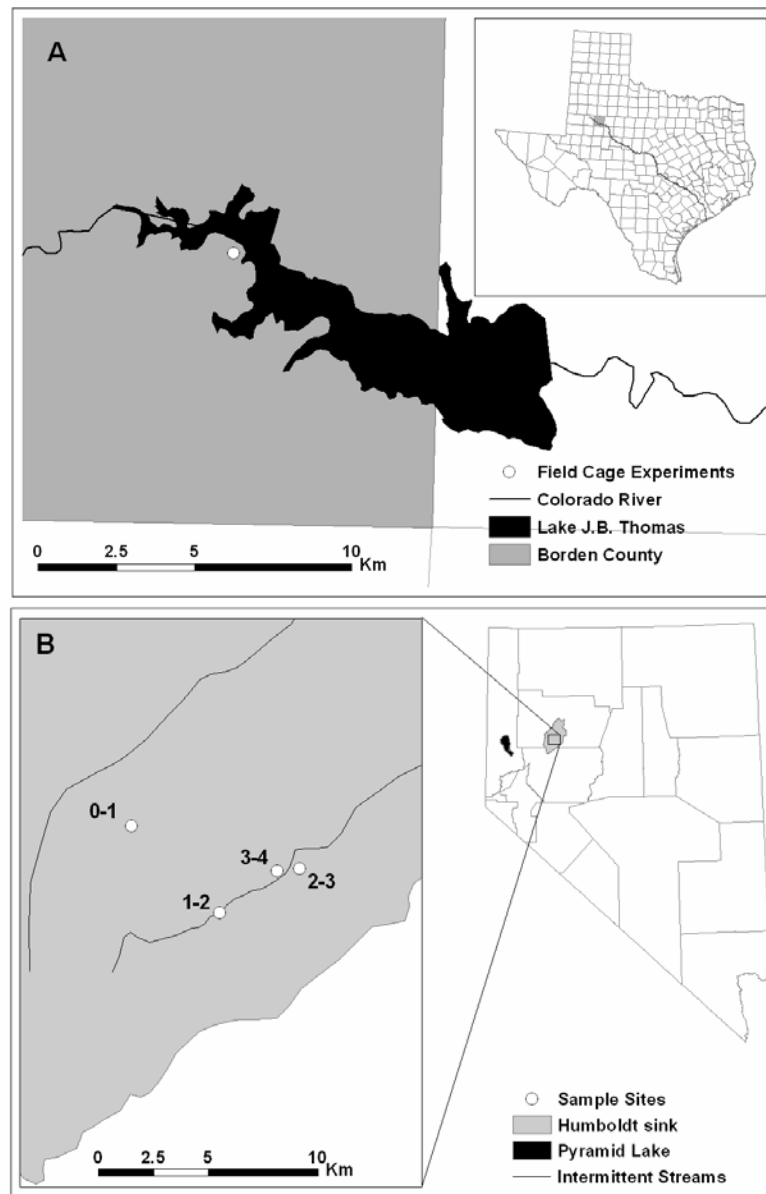 A
Field Cage Experiments
Colorado River
Lake J.B. Thomas
Borden County
0 2.5 5 10
Km
B
0-1
3-4
2-3
1-2
0 2.5 5 10
Km
Sample Sites
Humboldt sink
Pyramid Lake
Intermittent Streams